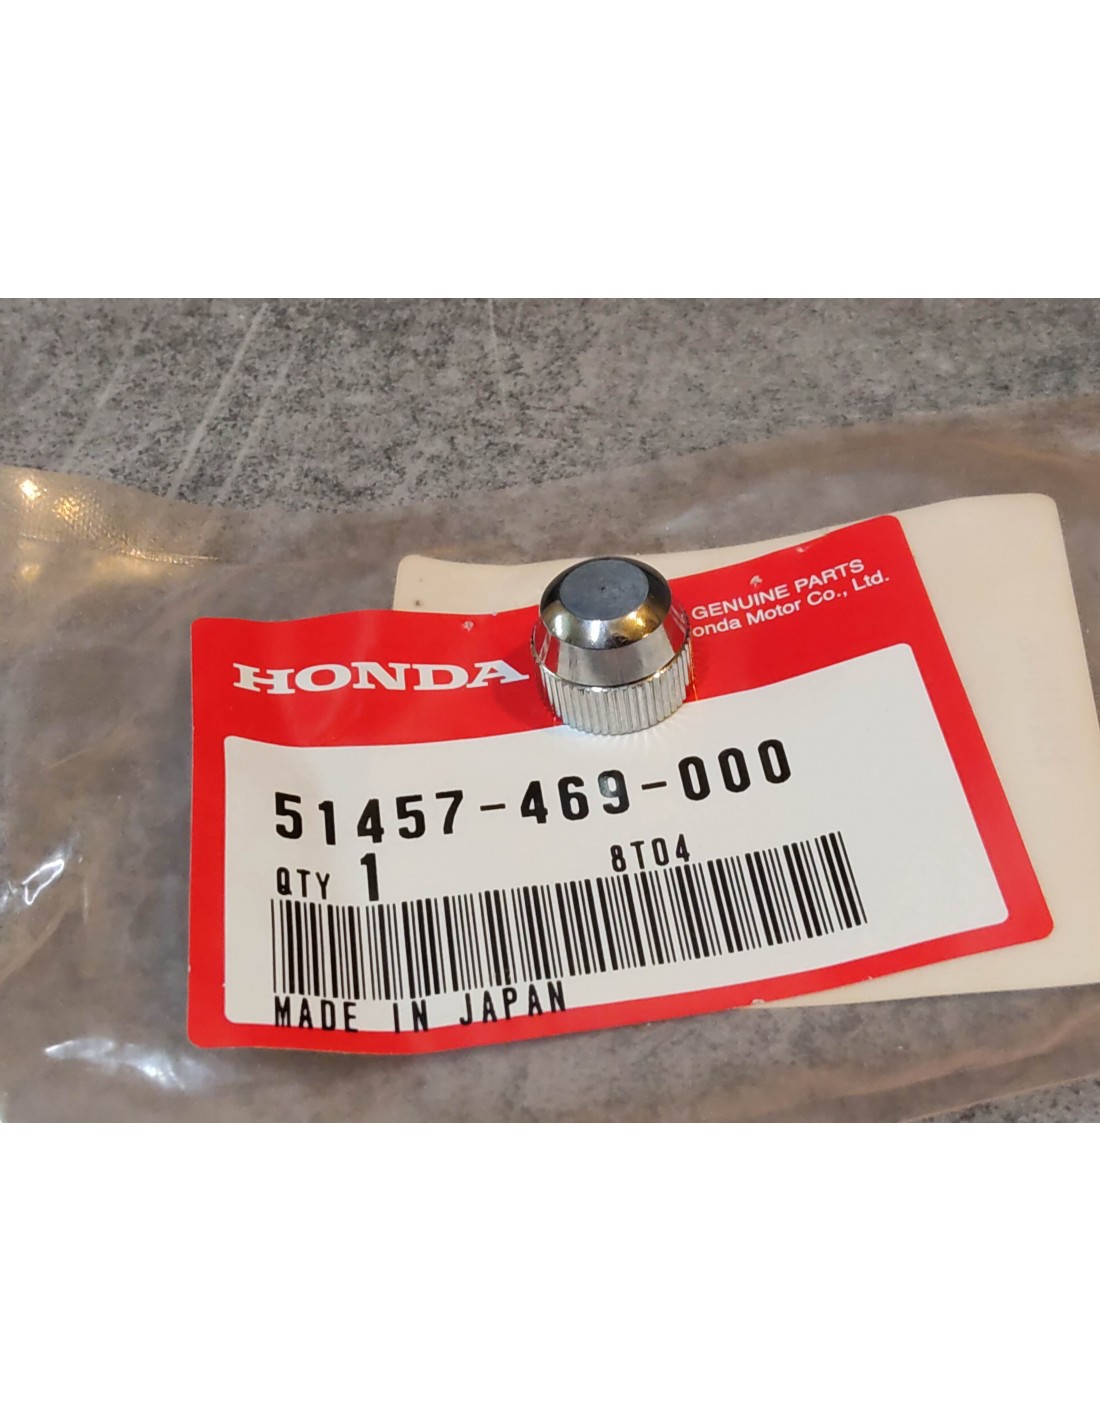 HONDA
GENUINE PARTS
onda Motor Co., Ltd.
51457-469-000
QTY 1 8T04
MADE IN JAPAN